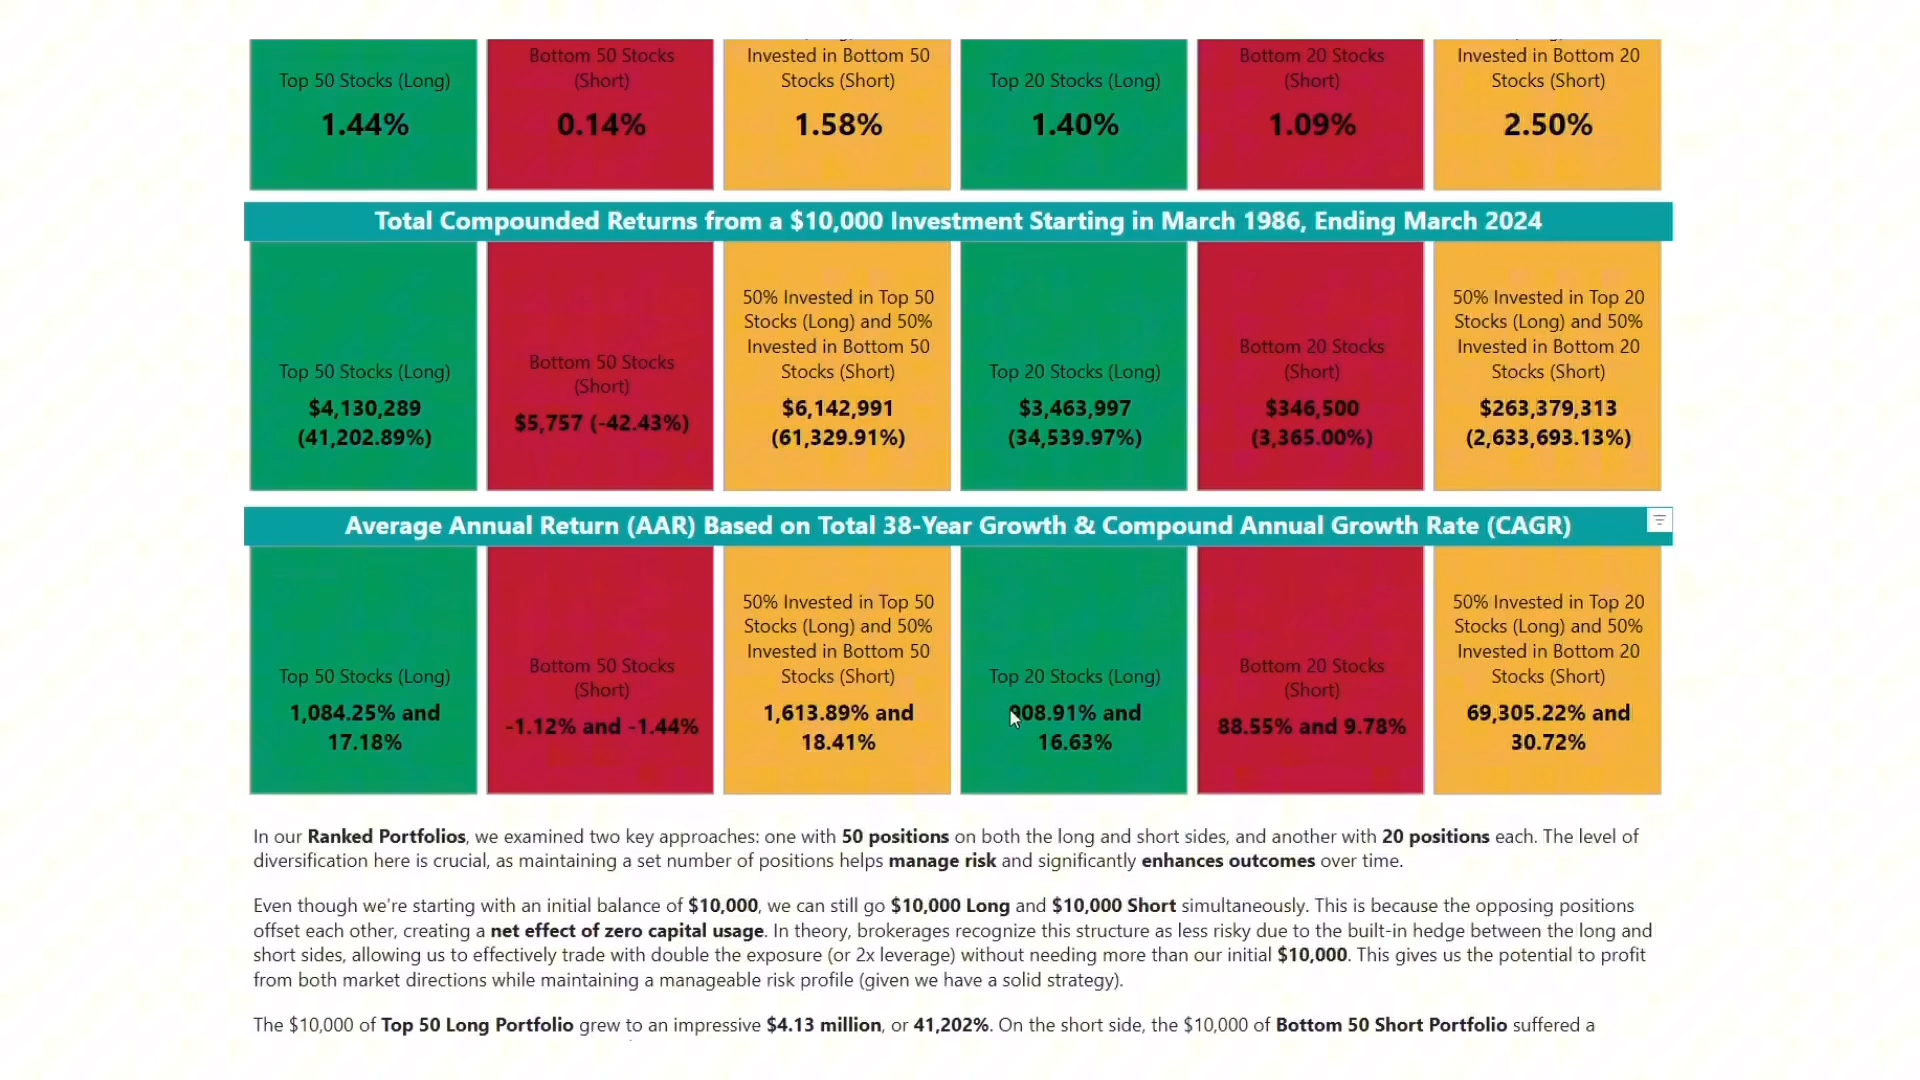 Bottom 50 Stocks
Invested in Bottom 50
Bottom 20 Stocks
Invested in Bottom 20
Top 50 Stocks (Long)
(Short)
Stocks (Short)
Top 20 Stocks (Long)
(Short)
Stocks (Short)
1.44%
0.14%
1.58%
1.40%
1.09%
2.50%
Total Compounded Returns from a $10,000 Investment Starting in March 1986, Ending March 2024
Top 50 Stocks (Long)
$4,130,289
(41,202.89%)
Bottom 50 Stocks
(Short)
$5,757 (-42.43%)
50% Invested in Top 50
Stocks (Long) and 50%
Invested in Bottom 50
Stocks (Short)
$6,142,991
(61,329.91%)
Top 20 Stocks (Long)
$3,463,997
(34,539.97%)
Bottom 20 Stocks
(Short)
$346,500
(3,365.00%)
50% Invested in Top 20
Stocks (Long) and 50%
Invested in Bottom 20
Stocks (Short)
$263,379,313
(2,633,693.13%)
Average Annual Return (AAR) Based on Total 38-Year Growth & Compound Annual Growth Rate (CAGR)
Top 50 Stocks (Long)
1,084.25% and
17.18%
Bottom 50 Stocks
(Short)
-1.12% and -1.44%
50% Invested in Top 50
Stocks (Long) and 50%
Invested in Bottom 50
Stocks (Short)
1,613.89% and
18.41%
Top 20 Stocks (Long)
908.91% and
16.63%
Bottom 20 Stocks
(Short)
88.55% and 9.78%
50% Invested in Top 20
Stocks (Long) and 50%
Invested in Bottom 20
Stocks (Short)
69,305.22% and
30.72%
In our Ranked Portfolios, we examined two key approaches: one with 50 positions on both the long and short sides, and another with 20 positions each. The level of
diversification here is crucial, as maintaining a set number of positions helps manage risk and significantly enhances outcomes over time.
Even though we're starting with an initial balance of $10,000, we can still go $10,000 Long and $10,000 Short simultaneously. This is because the opposing positions
offset each other, creating a net effect of zero capital usage. In theory, brokerages recognize this structure as less risky due to the built-in hedge between the long and
short sides, allowing us to effectively trade with double the exposure (or 2x leverage) without needing more than our initial $10,000. This gives us the potential to profit
from both market directions while maintaining a manageable risk profile (given we have a solid strategy).
The $10,000 of Top 50 Long Portfolio grew to an impressive $4.13 million, or 41,202%. On the short side, the $10,000 of Bottom 50 Short Portfolio suffered a